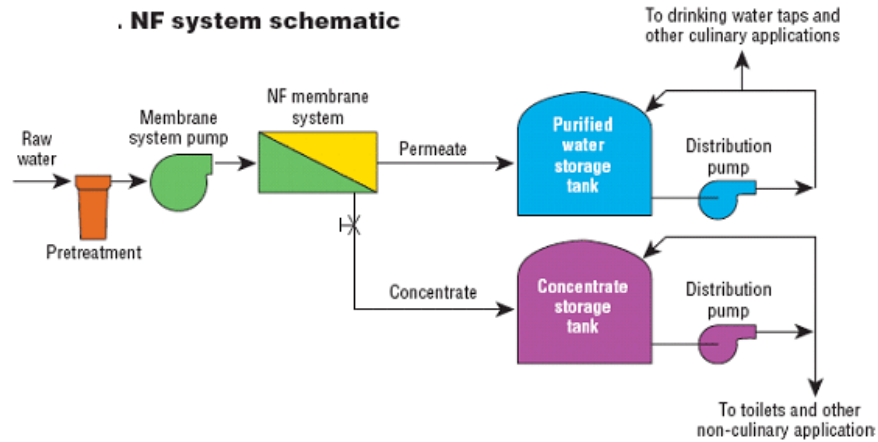 . NF system schematic
To drinking water taps and
other culinary applications
NF membrane
system
Membrane
system pump
Raw
water
Permeate
Purified
water
storage
tank
Distribution
pump
Pretreatment
Concentrate
Concentrate
storage
tank
Distribution
pump
To toilets and other
non-culinary application